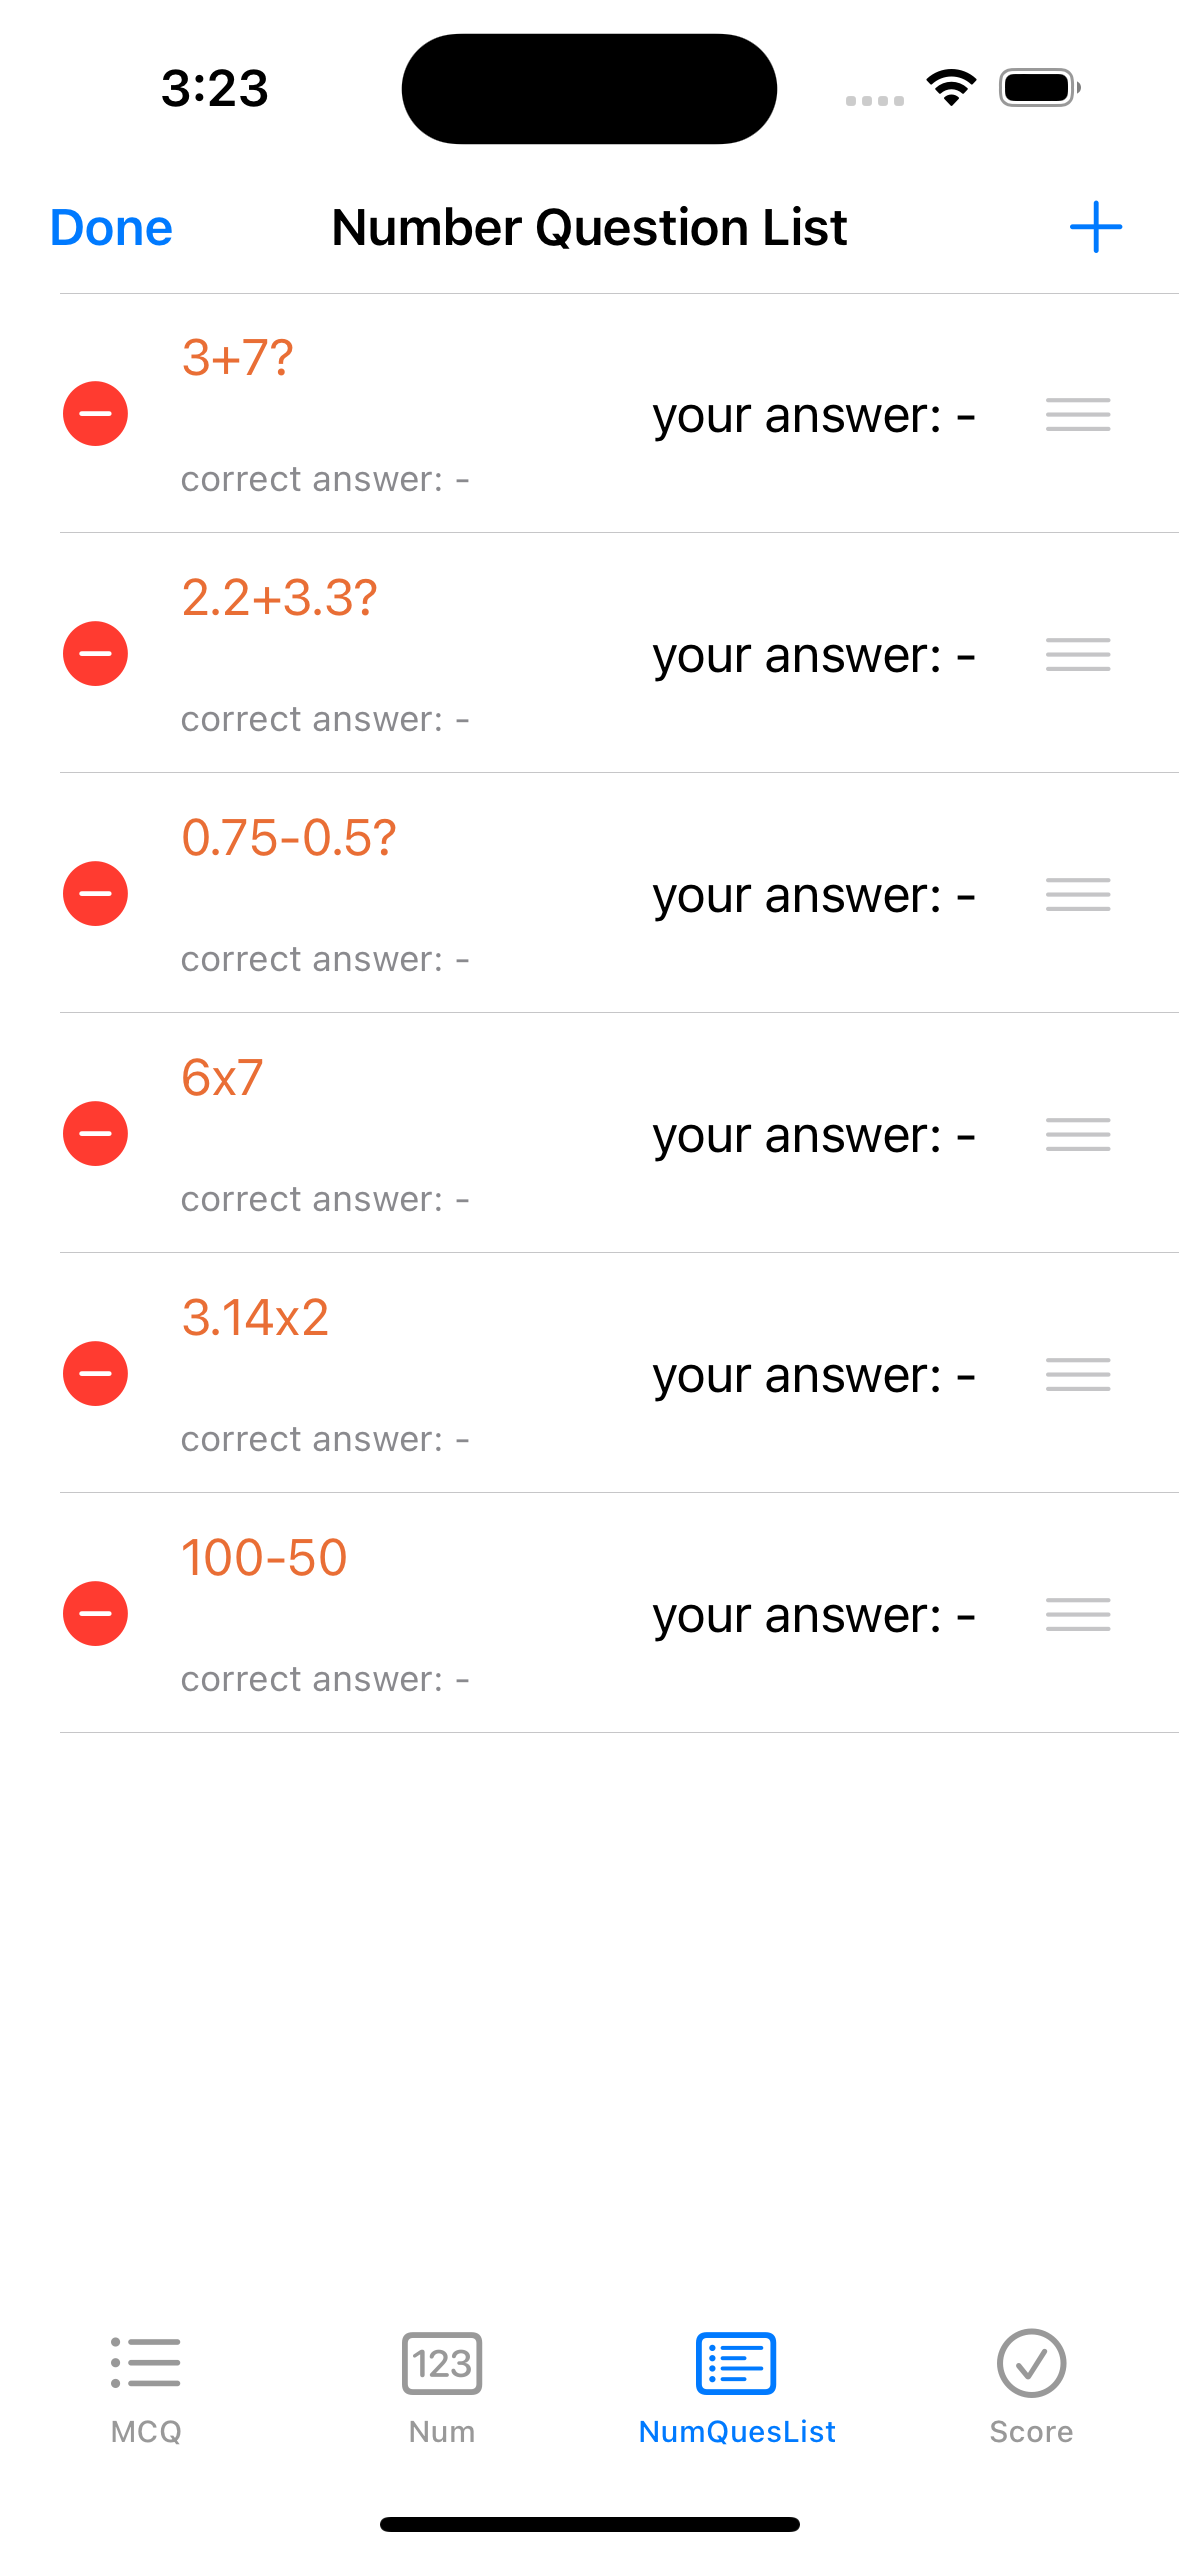 3:23
Done
Number Question List
3+7?
your answer: -
correct answer: -
2.2+3.3?
your answer: -
correct answer: -
0.75-0.5?
your answer: -
correct answer: -
6x7
your answer: -
correct answer: -
3.14x2
your answer: -
correct answer: -
100-50
your answer: -
correct answer: -
123
MCQ
Num
NumQuesList
Score